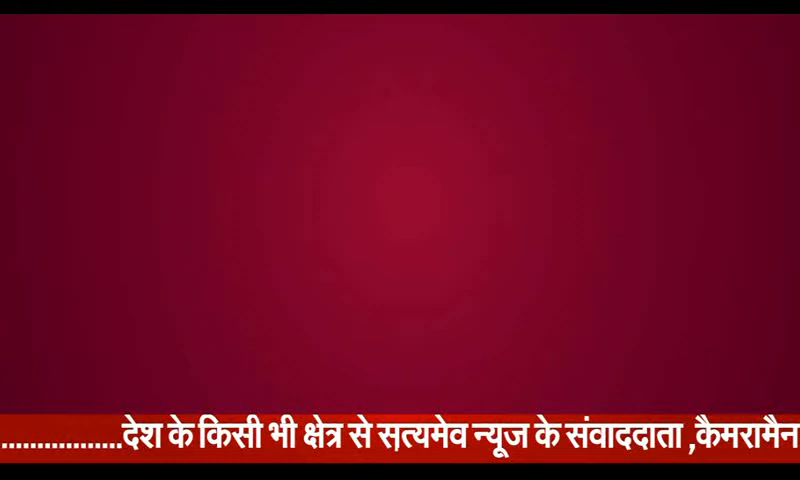 .................देश के किसी भी क्षेत्र से सत्यमेव न्यूज के संवाददाता ,कैमरामैन